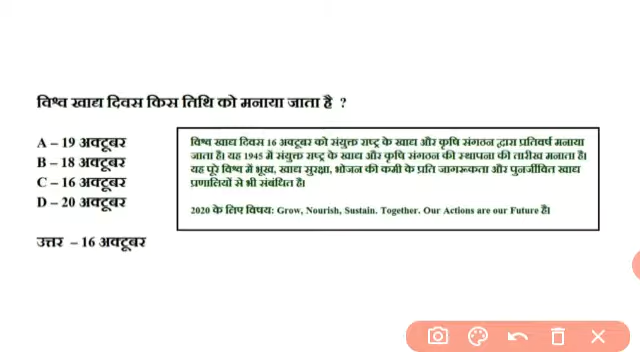 विश्व खाद्य दिवस किस तिथि को मनाया जाता है ?
A – 19 अक्टूबर
B – 18 अक्टूबर
C – 16 अक्टूबर
D – 20 अक्टूबर
उत्तर – 16 अक्टूबर
विश्व खाद्य दिवस 16 अक्टूबर को संयुक्त राष्ट्र के खाद्य और कृषि संगठन द्वारा प्रतिवर्ष मनाया
जाता है। यह 1945 में संयुक्त राष्ट्र के खाद्य और कृषि संगठन की स्थापना की तारीख मनाता है।
यह पूरे विश्व में भूख, खाद्य सुरक्षा, भोजन की कमी के प्रति जागरूकता और पुनर्जीवित खाद्य
प्रणालियों से भी संबंधित है।
2020 के लिए विषय: Grow, Nourish, Sustain. Together. Our Actions are our Future है।